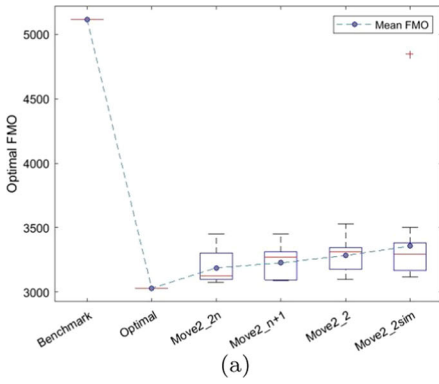 Mean FMO
5000
4500
4000
3500
3000
Optimal FMO
Benchmark
Optimal
Move2_2n
Move2_n+1
Move2_2
Move2_2sim
(a)